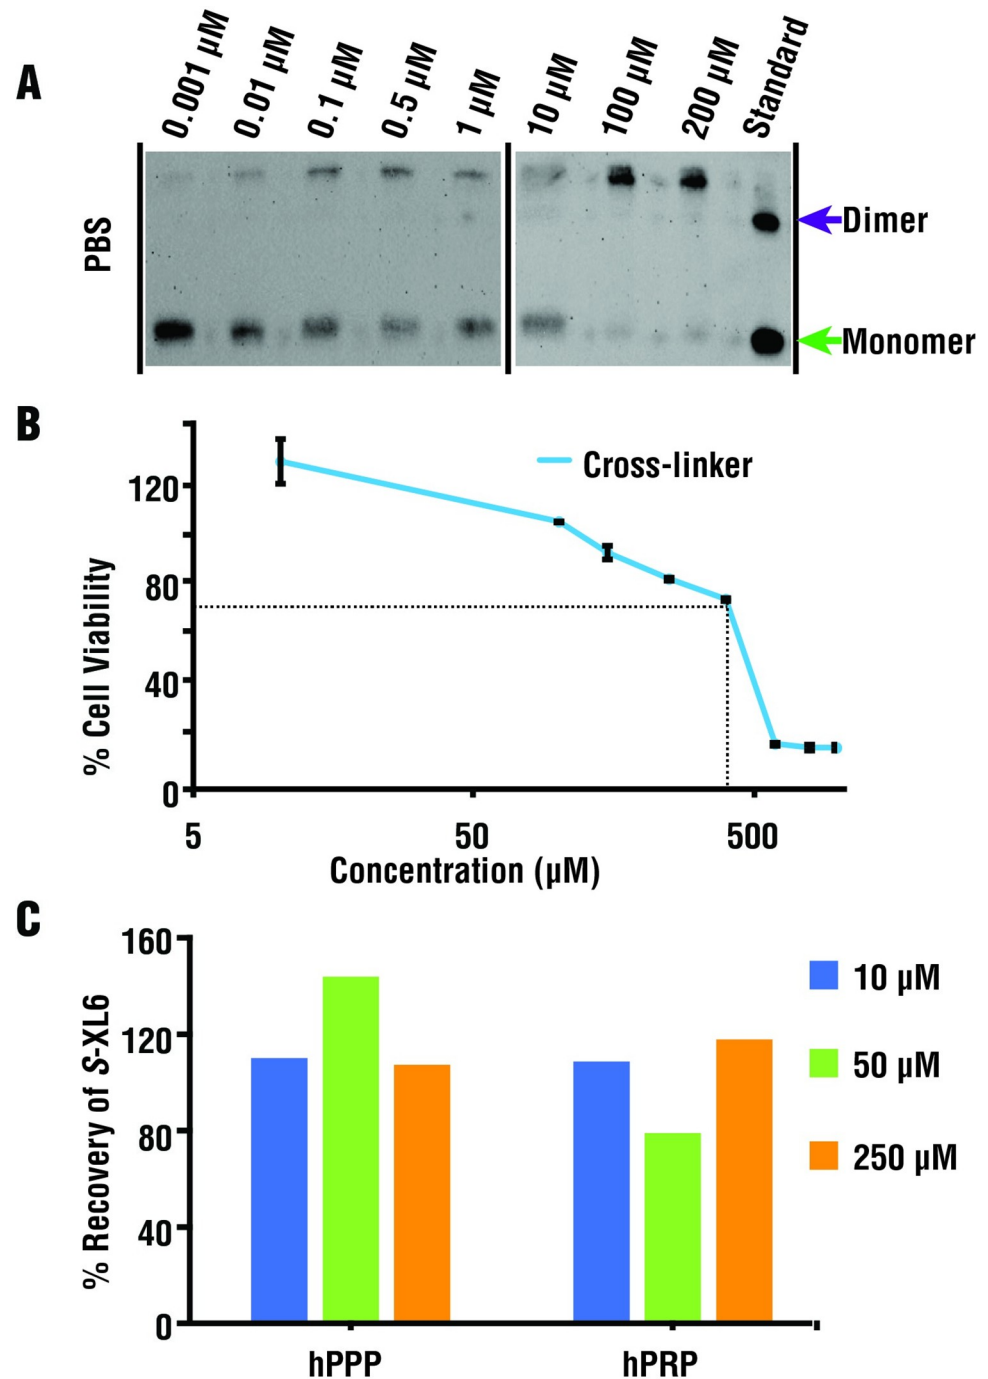 A
0.001 µM
0.01 µM
0.1 µM
0.5 µM
1 µM
10 µM
100 µM
200 µM
Standard
PBS
Dimer
Monomer
B
Cross-linker
120
80
40
0
% Cell Viability
5
50
500
Concentration (µM)
C
160
120
80
40
0
% Recovery of S-XL6
10 µM
50 µM
250 µM
hPPP
hPRP